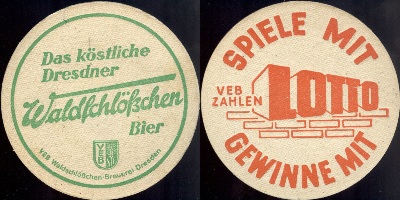 Das köstliche
Dresdner
Waldschlößchen
Bier
VEB
VEB Waldschlößchen-Brauerei Dresden
SPIELE MIT
VEB
ZAHLEN
LOTTO
GEWINNE MIT